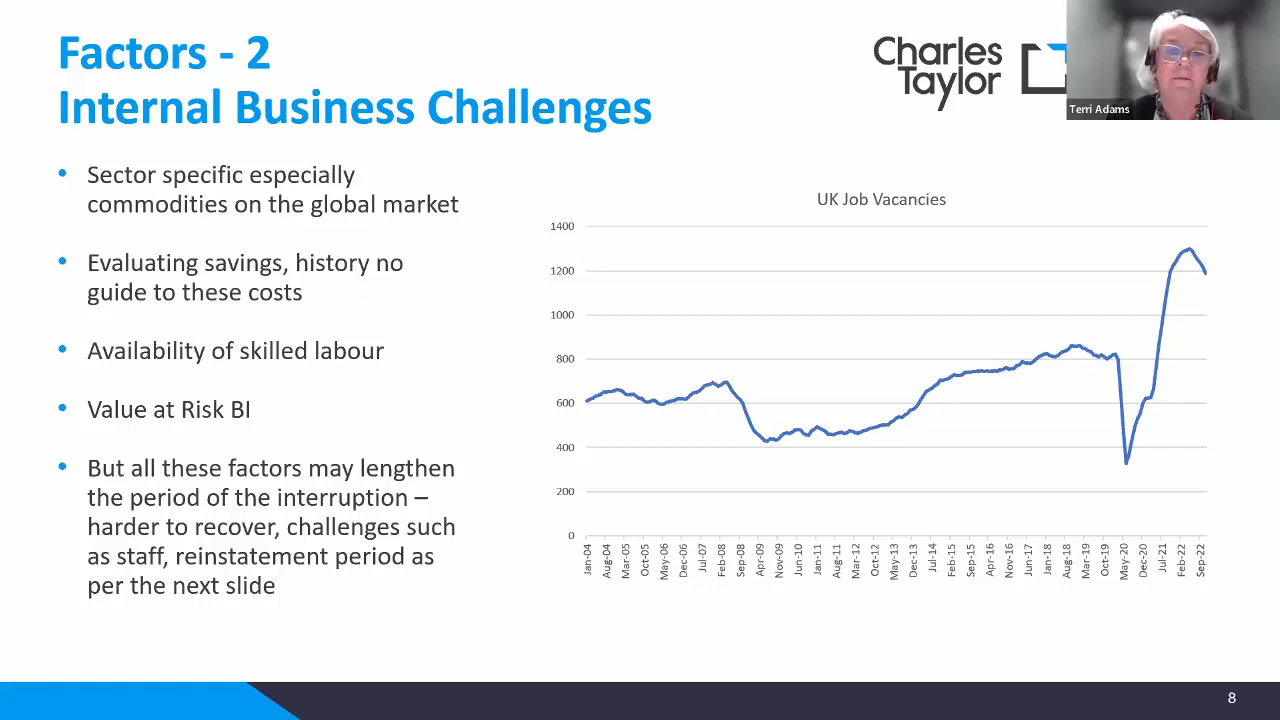 Factors - 2
Internal Business Challenges
Charles
Taylor
Terri Adams
• Sector specific especially
commodities on the global market
• Evaluating savings, history no
guide to these costs
• Availability of skilled labour
• Value at Risk BI
• But all these factors may lengthen
the period of the interruption –
harder to recover, challenges such
as staff, reinstatement period as
per the next slide
UK Job Vacancies
1400
1200
1000
800
600
400
200
0
Jan-04
Aug-04
Mar-05
Oct-05
May-06
Dec-06
Jul-07
Feb-08
Sep-08
Apr-09
Nov-09
Jun-10
Jan-11
Aug-11
Mar-12
Oct-12
May-13
Dec-13
Jul-14
Feb-15
Sep-15
Apr-16
Nov-16
Jun-17
Jan-18
Aug-18
Mar-19
Oct-19
May-20
Dec-20
Jul-21
Feb-22
Sep-22
8